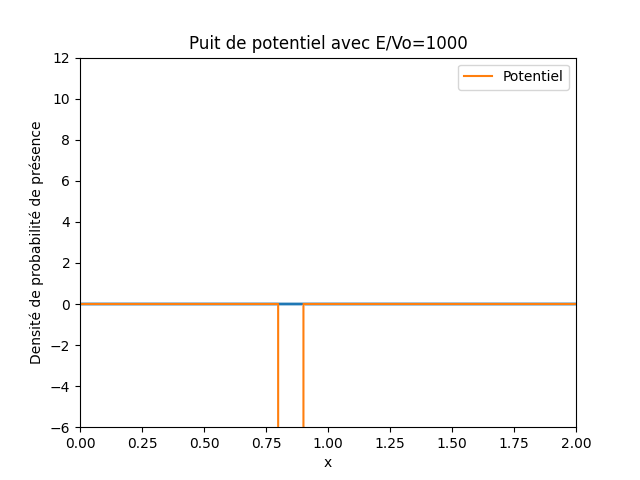 Puit de potentiel avec E/Vo=1000
Potentiel
Densité de probabilité de présence
12
10
8
6
4
2
0
−2
−4
−6
0.00 0.25 0.50 0.75 1.00 1.25 1.50 1.75 2.00
x